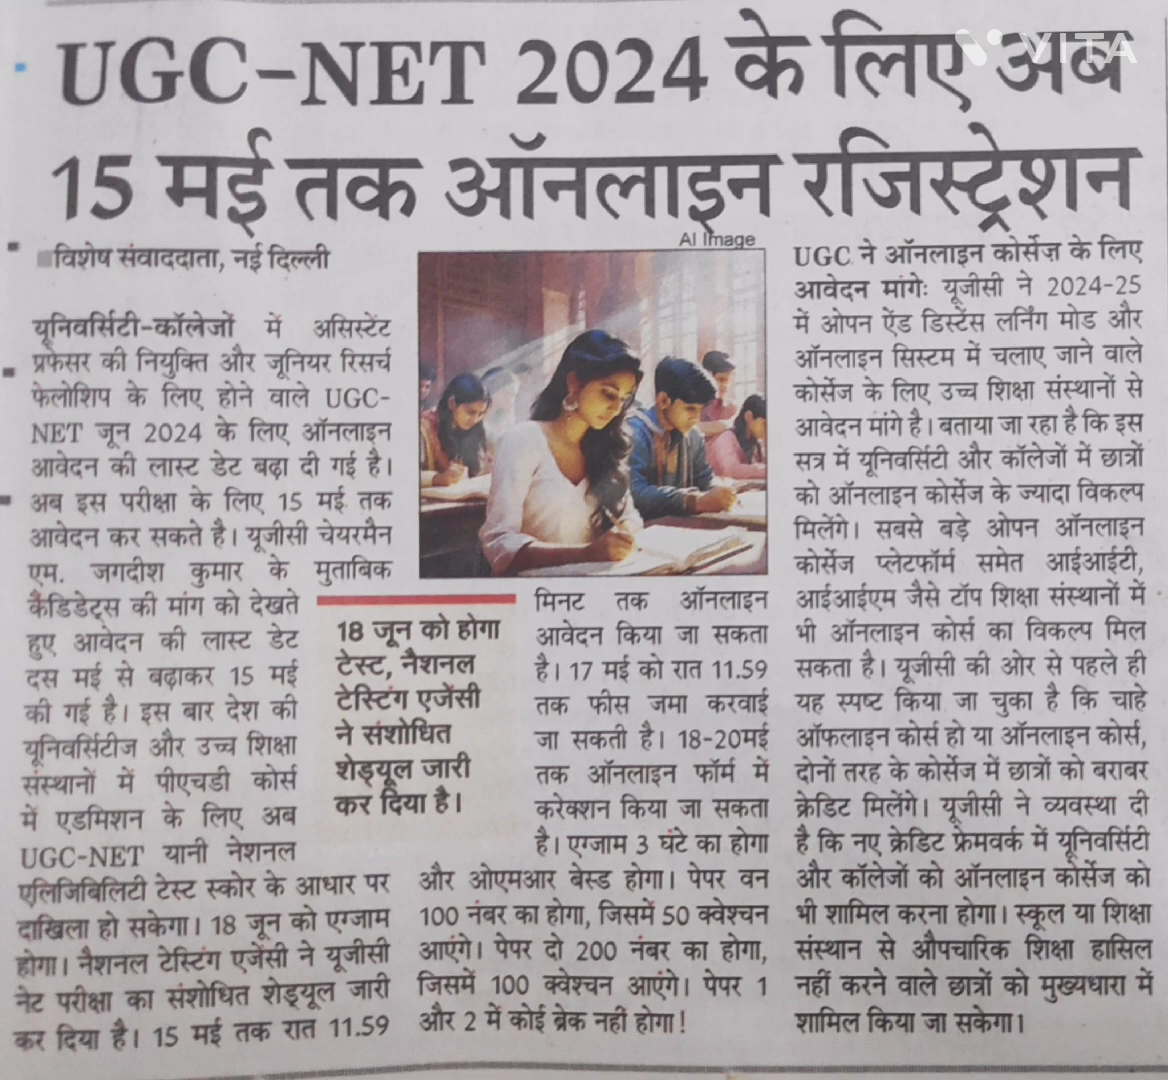 UGC-NET 2024 के लिए अब
15 मई तक ऑनलाइन रजिस्ट्रेशन
VITA
विशेष संवाददाता, नई दिल्ली
यूनिवर्सिटी-कॉलेजों में असिस्टेंट
प्रफेसर की नियुक्ति और जूनियर रिसर्च
फेलोशिप के लिए होने वाले UGC-
NET जून 2024 के लिए ऑनलाइन
आवेदन की लास्ट डेट बढ़ा दी गई है।
अब इस परीक्षा के लिए 15 मई तक
आवेदन कर सकते है। यूजीसी चेयरमैन
एम. जगदीश कुमार के मुताबिक
कैंडिडेट्स की मांग को देखते
हुए आवेदन की लास्ट डेट
दस मई से बढ़ाकर 15 मई
की गई है। इस बार देश की
यूनिवर्सिटीज और उच्च शिक्षा
संस्थानों में पीएचडी कोर्स
में एडमिशन के लिए अब
UGC-NET यानी नेशनल
एलिजिबिलिटी टेस्ट स्कोर के आधार पर
दाखिला हो सकेगा। 18 जून को एग्जाम
होगा। नैशनल टेस्टिंग एजेंसी ने यूजीसी
नेट परीक्षा का संशोधित शेड्यूल जारी
कर दिया है। 15 मई तक रात 11.59
AI Image
18 जून को होगा
टेस्ट, नैशनल
टेस्टिंग एजेंसी
ने संशोधित
शेड्यूल जारी
कर दिया है।
मिनट तक ऑनलाइन
आवेदन किया जा सकता
है। 17 मई को रात 11.59
तक फीस जमा करवाई
जा सकती है। 18-20मई
तक ऑनलाइन फॉर्म में
करेक्शन किया जा सकता
है। एग्जाम 3 घंटे का होगा
और ओएमआर बेस्ड होगा। पेपर वन
100 नंबर का होगा, जिसमें 50 क्वेश्चन
आएंगे। पेपर दो 200 नंबर का होगा,
जिसमें 100 क्वेश्चन आएंगे। पेपर 1
और 2 में कोई ब्रेक नहीं होगा!
UGC ने ऑनलाइन कोर्सेज़ के लिए
आवेदन मांगेः यूजीसी ने 2024-25
में ओपन ऐंड डिस्टेंस लर्निंग मोड और
ऑनलाइन सिस्टम में चलाए जाने वाले
कोर्सेज के लिए उच्च शिक्षा संस्थानों से
आवेदन मांगे है। बताया जा रहा है कि इस
सत्र में यूनिवर्सिटी और कॉलेजों में छात्रों
को ऑनलाइन कोर्सेज के ज्यादा विकल्प
मिलेंगे। सबसे बड़े ओपन ऑनलाइन
कोर्सेज प्लेटफॉर्म समेत आईआईटी,
आईआईएम जैसे टॉप शिक्षा संस्थानों में
भी ऑनलाइन कोर्स का विकल्प मिल
सकता है। यूजीसी की ओर से पहले ही
यह स्पष्ट किया जा चुका है कि चाहे
ऑफलाइन कोर्स हो या ऑनलाइन कोर्स,
दोनों तरह के कोर्सेज में छात्रों को बराबर
क्रेडिट मिलेंगे। यूजीसी ने व्यवस्था दी
है कि नए क्रेडिट फ्रेमवर्क में यूनिवर्सिटी
और कॉलेजों को ऑनलाइन कोर्सेज को
भी शामिल करना होगा। स्कूल या शिक्षा
संस्थान से औपचारिक शिक्षा हासिल
नहीं करने वाले छात्रों को मुख्यधारा में
शामिल किया जा सकेगा।